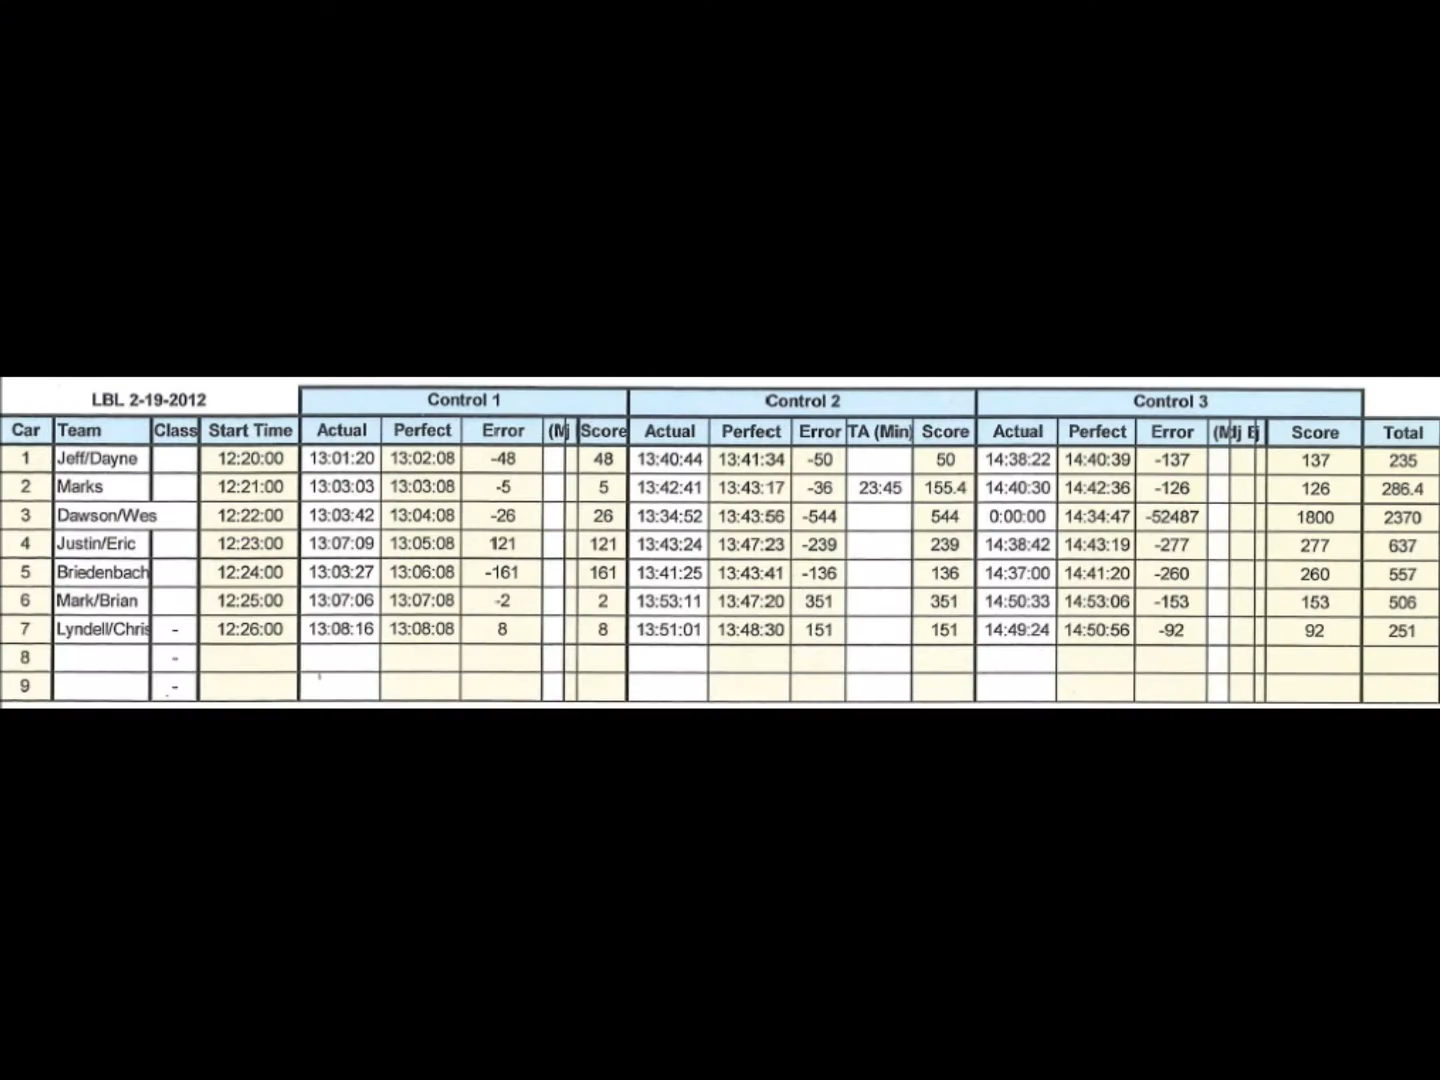 LBL 2-19-2012 Control 1 Control 2 Control 3
Car Team Class Start Time Actual Perfect Error Score Actual Perfect Error TA (Min) Score Actual Perfect Error Score Total
1 Jeff/Dayne 12:20:00 13:01:20 13:02:08 -48 48 13:40:44 13:41:34 -50 50 14:38:22 14:40:39 -137 137 235
2 Marks 12:21:00 13:03:03 13:03:08 -5 5 13:42:41 13:43:17 -36 23:45 155.4 14:40:30 14:42:36 -126 126 286.4
3 Dawson/Wes 12:22:00 13:03:42 13:04:08 -26 26 13:34:52 13:43:56 -544 544 0:00:00 14:34:47 -52487 1800 2370
4 Justin/Eric 12:23:00 13:07:09 13:05:08 121 121 13:43:24 13:47:23 -239 239 14:38:42 14:43:19 -277 277 637
5 Briedenbach 12:24:00 13:03:27 13:06:08 -161 161 13:41:25 13:43:41 -136 136 14:37:00 14:41:20 -260 260 557
6 Mark/Brian 12:25:00 13:07:06 13:07:08 -2 2 13:53:11 13:47:20 351 351 14:50:33 14:53:06 -153 153 506
7 Lyndell/Chris - 12:26:00 13:08:16 13:08:08 8 8 13:51:01 13:48:30 151 151 14:49:24 14:50:56 -92 92 251
8 -
9 -